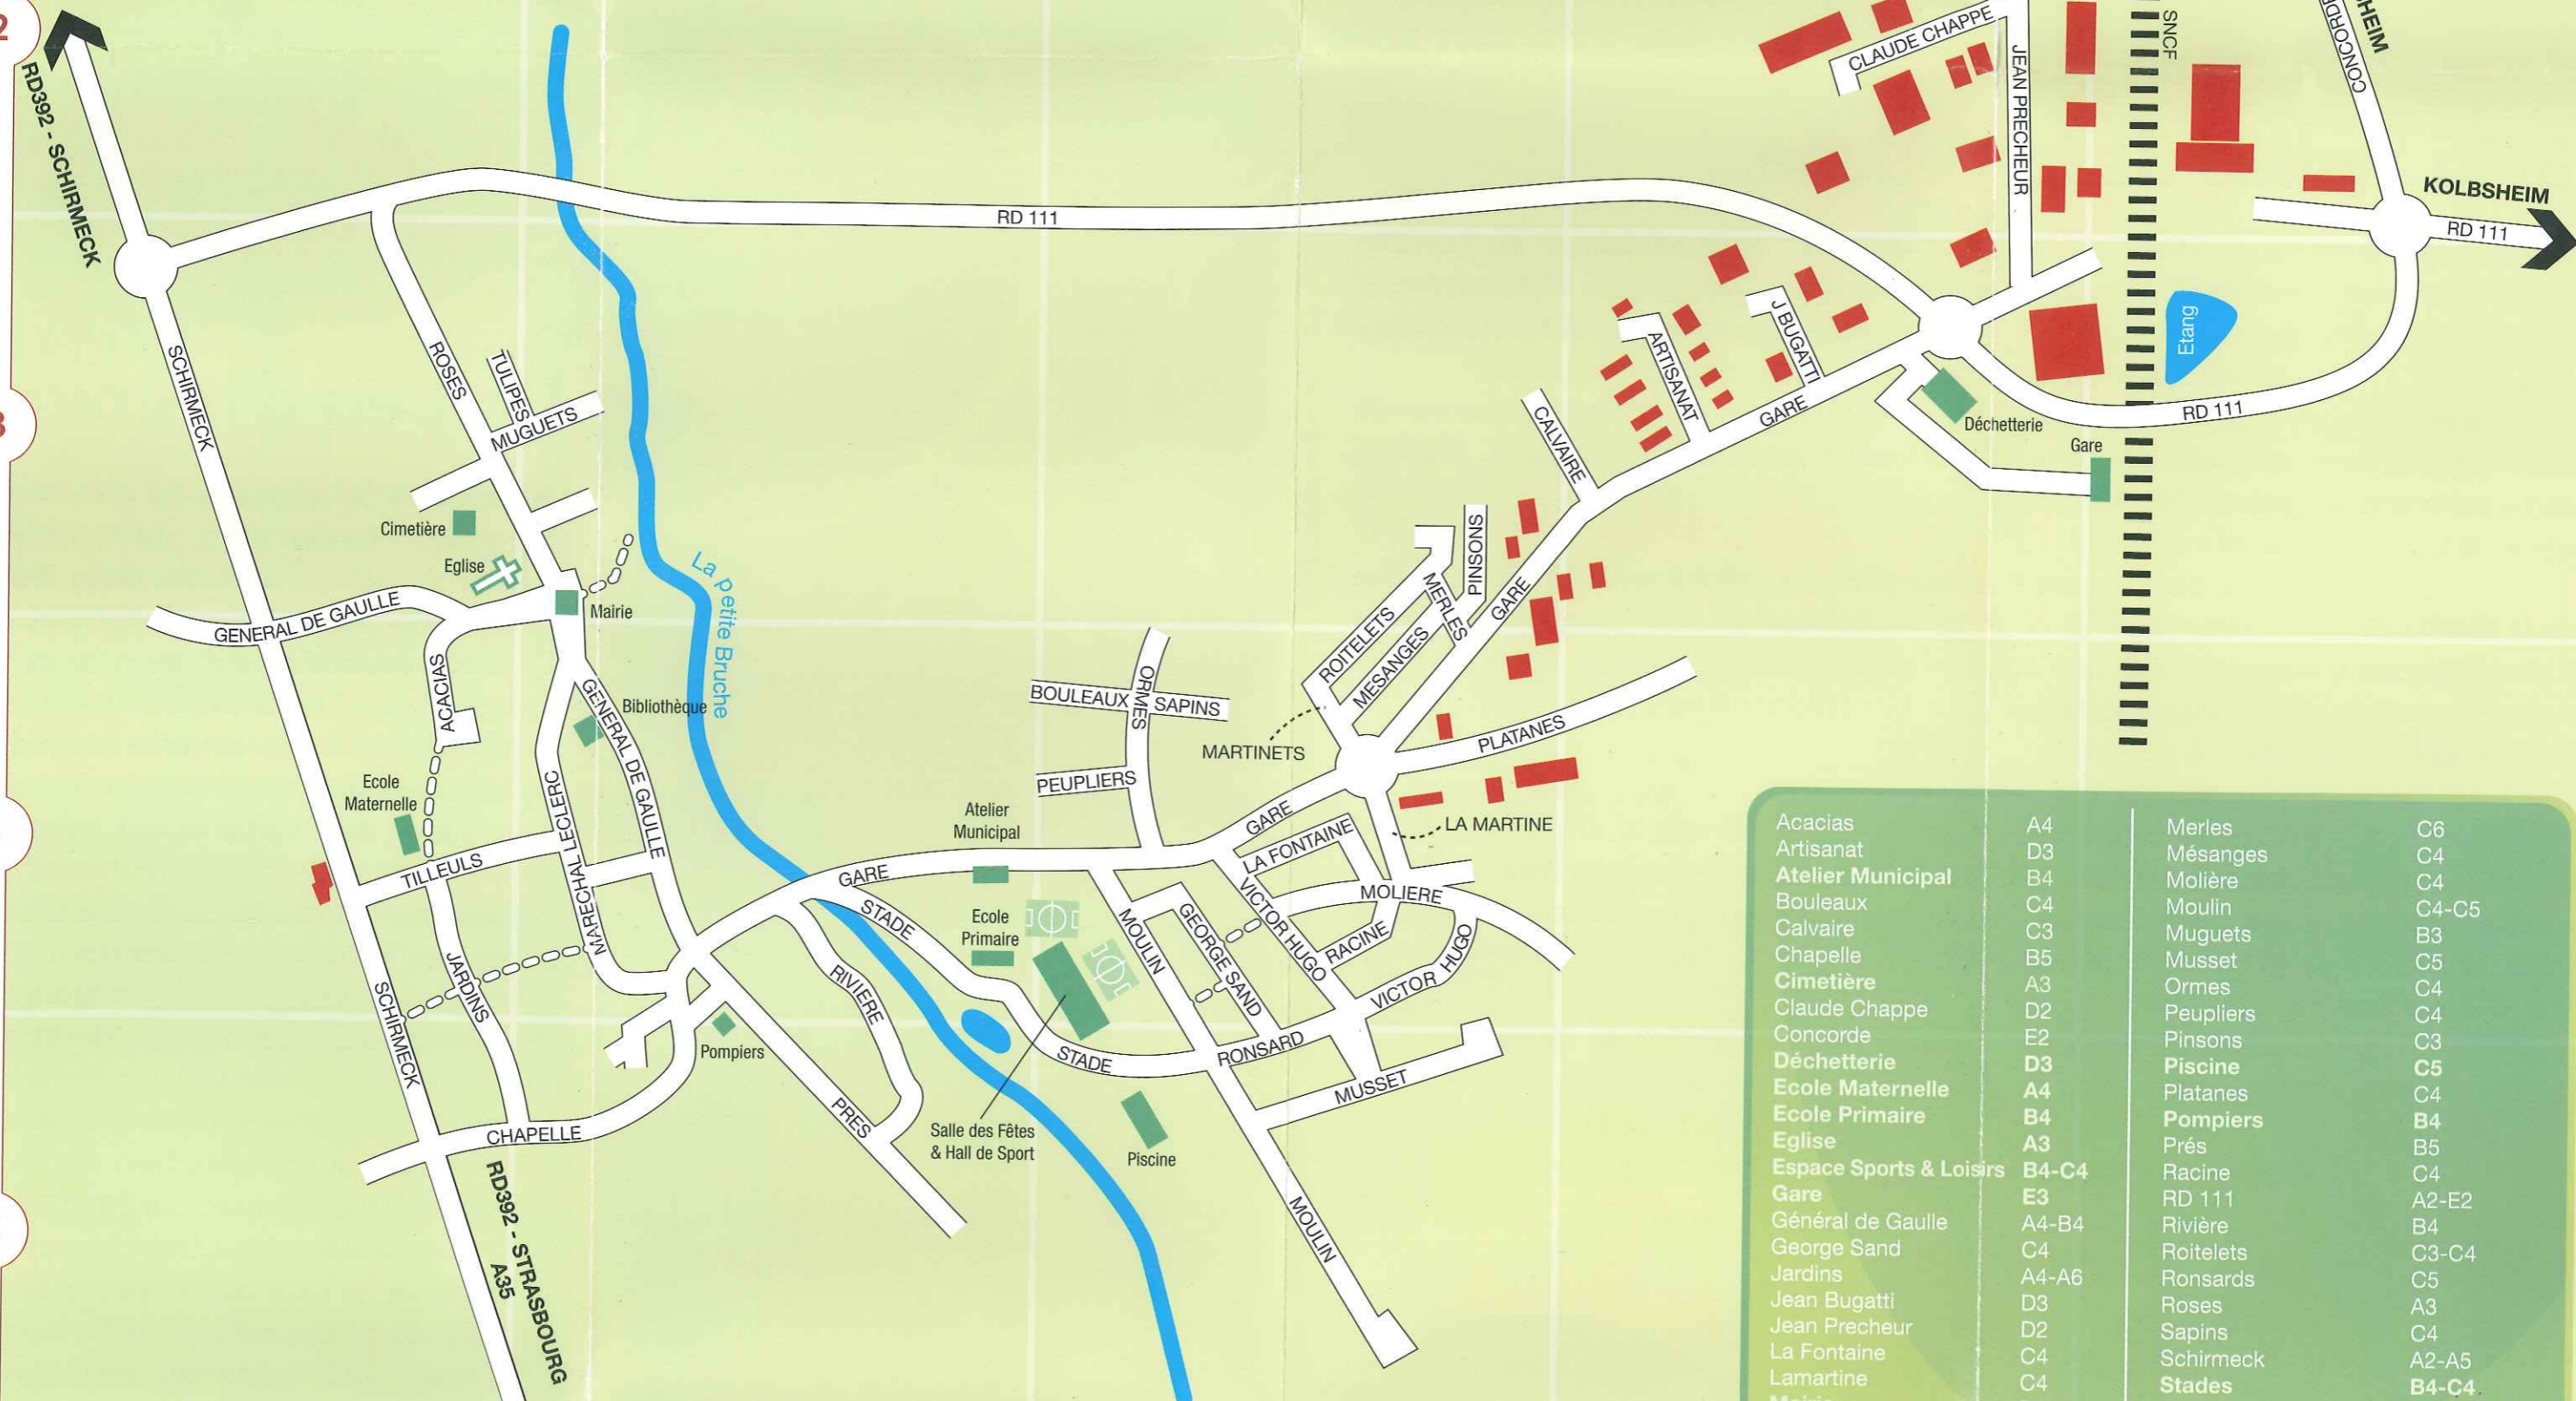 2
RD392 - SCHIRMECK
SCHIRMECK
RD 111
CLAUDE CHAPPE
JEAN PRECHEUR
SNCF
CONCORDE
HEIM
KOLBSHEIM
RD 111
Etang
RD 111
3
ROSES
TULIPES
MUGUETS
Cimetière
Eglise
Mairie
La petite Bruche
GENERAL DE GAULLE
ACACIAS
Bibliothèque
GENERAL DE GAULLE
MARECHAL LECLERC
Ecole
Maternelle
TILLEULS
JARDINS
SCHIRMECK
CHAPELLE
RD392 - STRASBOURG
A35
Pompiers
PRES
RIVIERE
STADE
GARE
Atelier
Municipal
Ecole
Primaire
Salle des Fêtes
& Hall de Sport
STADE
Piscine
BOULEAUX
ORMES
SAPINS
PEUPLIERS
MOULIN
GEORGE SAND
VICTOR HUGO
LA FONTAINE
MOLIERE
RACINE
VICTOR HUGO
RONSARD
MUSSET
MOULIN
GARE
MARTINETS
ROITELETS
MESANGES
MERLES
PINSONS
GARE
CALVAIRE
ARTISANAT
J BUGATTI
GARE
Déchetterie
Gare
PLATANES
LA MARTINE
Acacias A4
Artisanat D3
Atelier Municipal B4
Bouleaux C4
Calvaire C3
Chapelle B5
Cimetière A3
Claude Chappe D2
Concorde E2
Déchetterie D3
Ecole Maternelle A4
Ecole Primaire B4
Eglise A3
Espace Sports & Loisirs B4-C4
Gare E3
Général de Gaulle A4-B4
George Sand C4
Jardins A4-A6
Jean Bugatti D3
Jean Precheur D2
La Fontaine C4
Lamartine C4
Mairie
Merles C6
Mésanges C4
Molière C4
Moulin C4-C5
Muguets B3
Musset C5
Ormes C4
Peupliers C4
Pinsons C3
Piscine C5
Platanes C4
Pompiers B4
Prés B5
Racine C4
RD 111 A2-E2
Rivière B4
Roitelets C3-C4
Ronsards C5
Roses A3
Sapins C4
Schirmeck A2-A5
Stades B4-C4